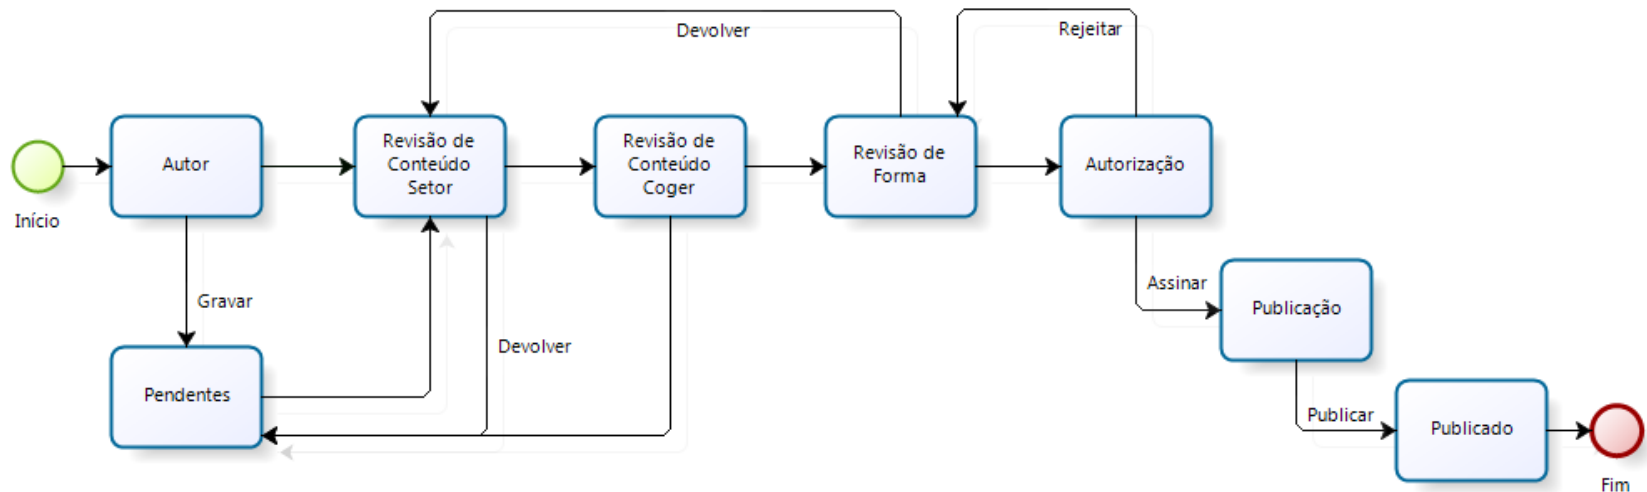 Devolver
Rejeitar
Início
Autor
Revisão de
Conteúdo
Setor
Revisão de
Conteúdo
Coger
Revisão de
Forma
Autorização
Gravar
Pendentes
Devolver
Assinar
Publicação
Publicar
Publicado
Fim